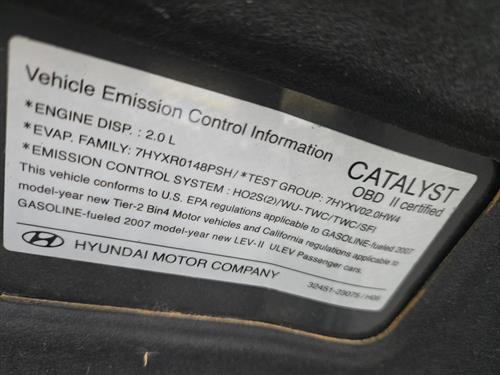 Vehicle Emission Control Information
*ENGINE DISP. : 2.0 L
*EVAP. FAMILY: 7HYXR0148PSH/*TEST GROUP: 7HYXV02.0HW4
*EMISSION CONTROL SYSTEM : HO2S(2)/WU-TWC/TWC/SFI
This vehicle conforms to U.S. EPA regulations applicable to GASOLINE-fueled 2007
model-year new Tier-2 Bin4 Motor vehicles and California regulations applicable to
GASOLINE-fueled 2007 model-year new LEV-II ULEV Passenger cars.
CATALYST
OBD II certified
HYUNDAI MOTOR COMPANY
32451-23075/H08